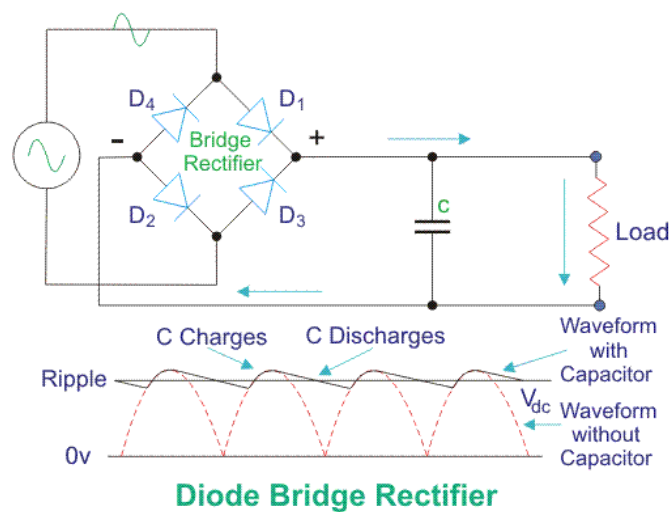 D4
D1
-
+
Bridge
Rectifier
D2
D3
c
Load
C Charges
C Discharges
Waveform
with
Capacitor
Ripple
Vdc
Waveform
without
Capacitor
0v
Diode Bridge Rectifier